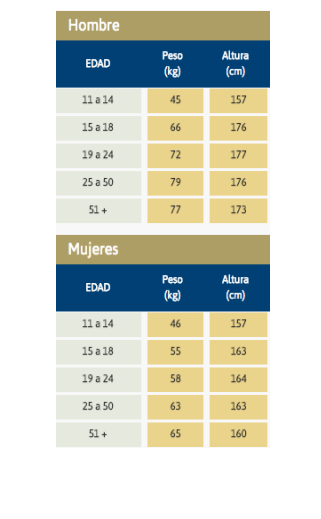 Hombre
EDAD Peso (kg) Altura (cm)
11 a 14 45 157
15 a 18 66 176
19 a 24 72 177
25 a 50 79 176
51 + 77 173
Mujeres
EDAD Peso (kg) Altura (cm)
11 a 14 46 157
15 a 18 55 163
19 a 24 58 164
25 a 50 63 163
51 + 65 160